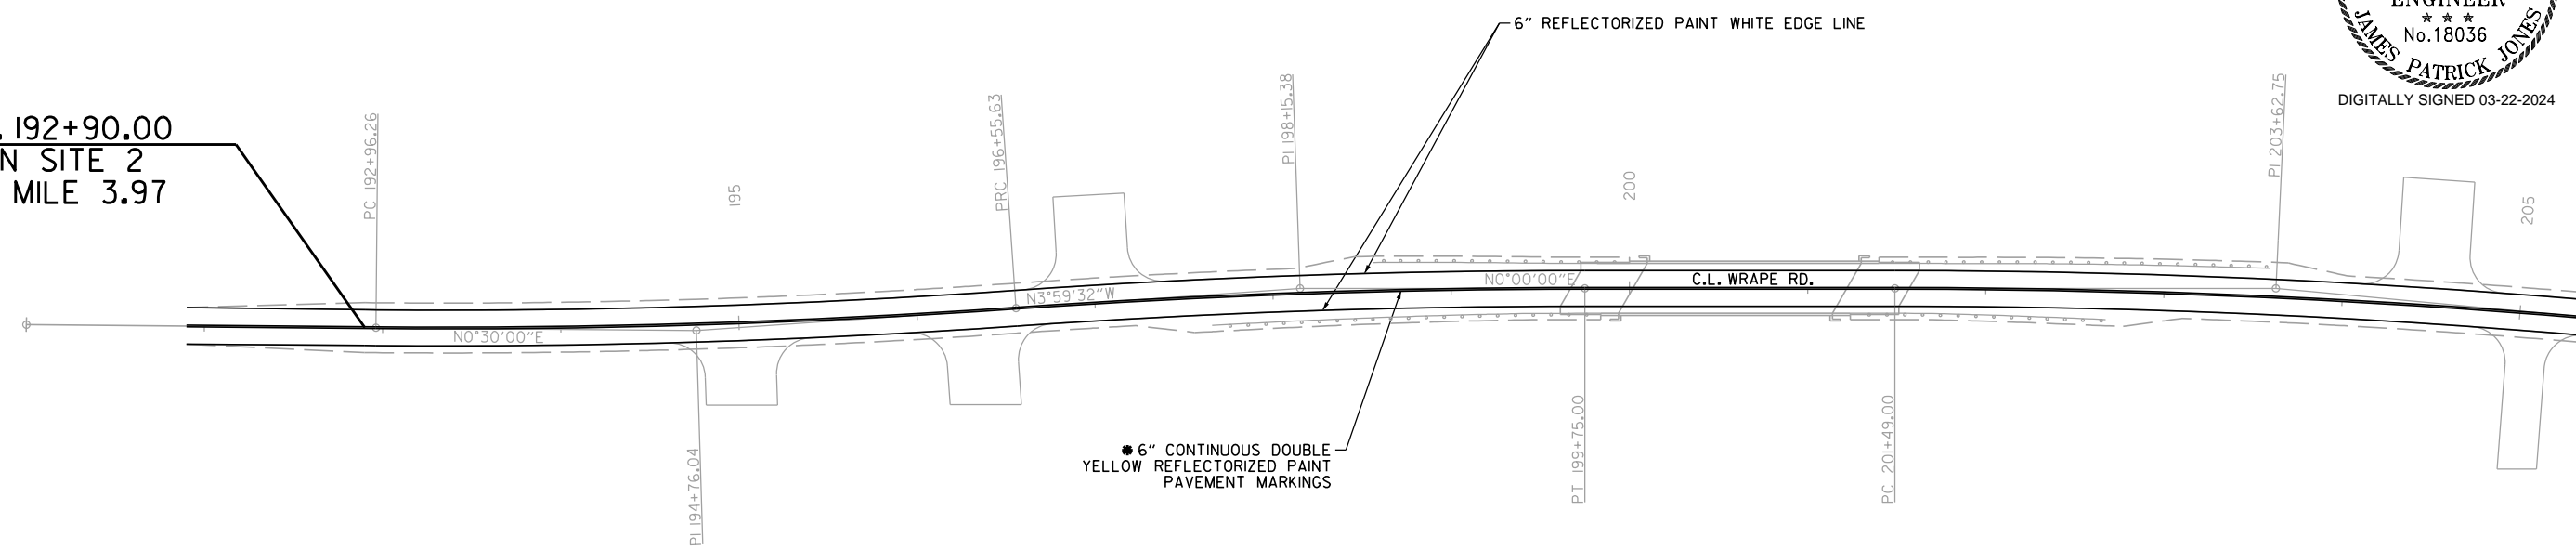 6" REFLECTORIZED PAINT WHITE EDGE LINE
ENGINEER
★ ★ ★
No.18036
JAMES PATRICK JONES
DIGITALLY SIGNED 03-22-2024
. 192+90.00
N SITE 2
MILE 3.97
PC 192+96.26
195
PRC 196+55.63
PI 198+15.38
200
PI 203+62.75
205
N0°30'00"E
N3°59'32"W
N0°00'00"E
C.L. WRAPE RD.
PI 194+76.04
✱ 6" CONTINUOUS DOUBLE
YELLOW REFLECTORIZED PAINT
PAVEMENT MARKINGS
PT 199+75.00
PC 201+49.00